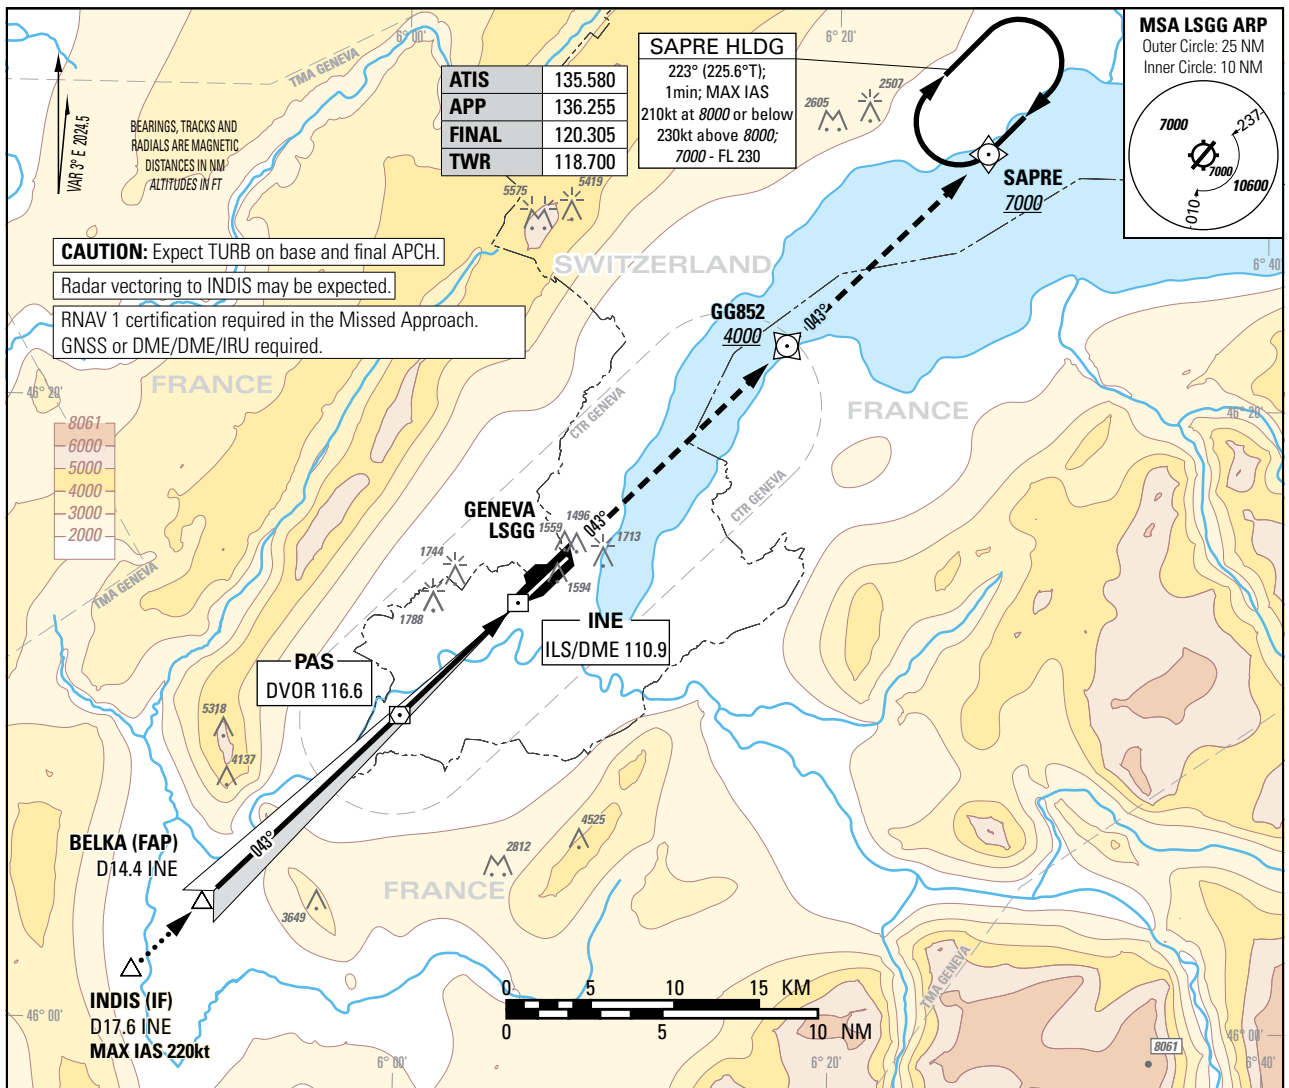 6° 00'
6° 20'
TMA GENEVA
VAR 3° E 2024.5
BEARINGS, TRACKS AND
RADIALS ARE MAGNETIC
DISTANCES IN NM
ALTITUDES IN FT
ATIS 135.580
APP 136.255
FINAL 120.305
TWR 118.700
SAPRE HLDG
223° (225.6°T);
1min; MAX IAS
210kt at 8000 or below
230kt above 8000;
7000 - FL 230
2605
2507
MSA LSGG ARP
Outer Circle: 25 NM
Inner Circle: 10 NM
7000
237
7000
10600
010
SAPRE
7000
5575
5419
CAUTION: Expect TURB on base and final APCH.
Radar vectoring to INDIS may be expected.
RNAV 1 certification required in the Missed Approach.
GNSS or DME/DME/IRU required.
SWITZERLAND
6° 40'
GG852
4000
043°
FRANCE
46° 20'
CTR GENEVA
FRANCE
46° 20'
8061
6000
5000
4000
3000
2000
TMA GENEVA
CTR GENEVA
GENEVA
LSGG
1559
1496
043°
1713
1594
1744
1788
INE
ILS/DME 110.9
PAS
DVOR 116.6
5318
4137
043°
BELKA (FAP)
D14.4 INE
4525
2812
FRANCE
3649
TMA GENEVA
INDIS (IF)
D17.6 INE
MAX IAS 220kt
46° 00'
0 5 10 15 KM
0 5 10 NM
46° 00'
8061
6° 00'
6° 20'
6° 40'